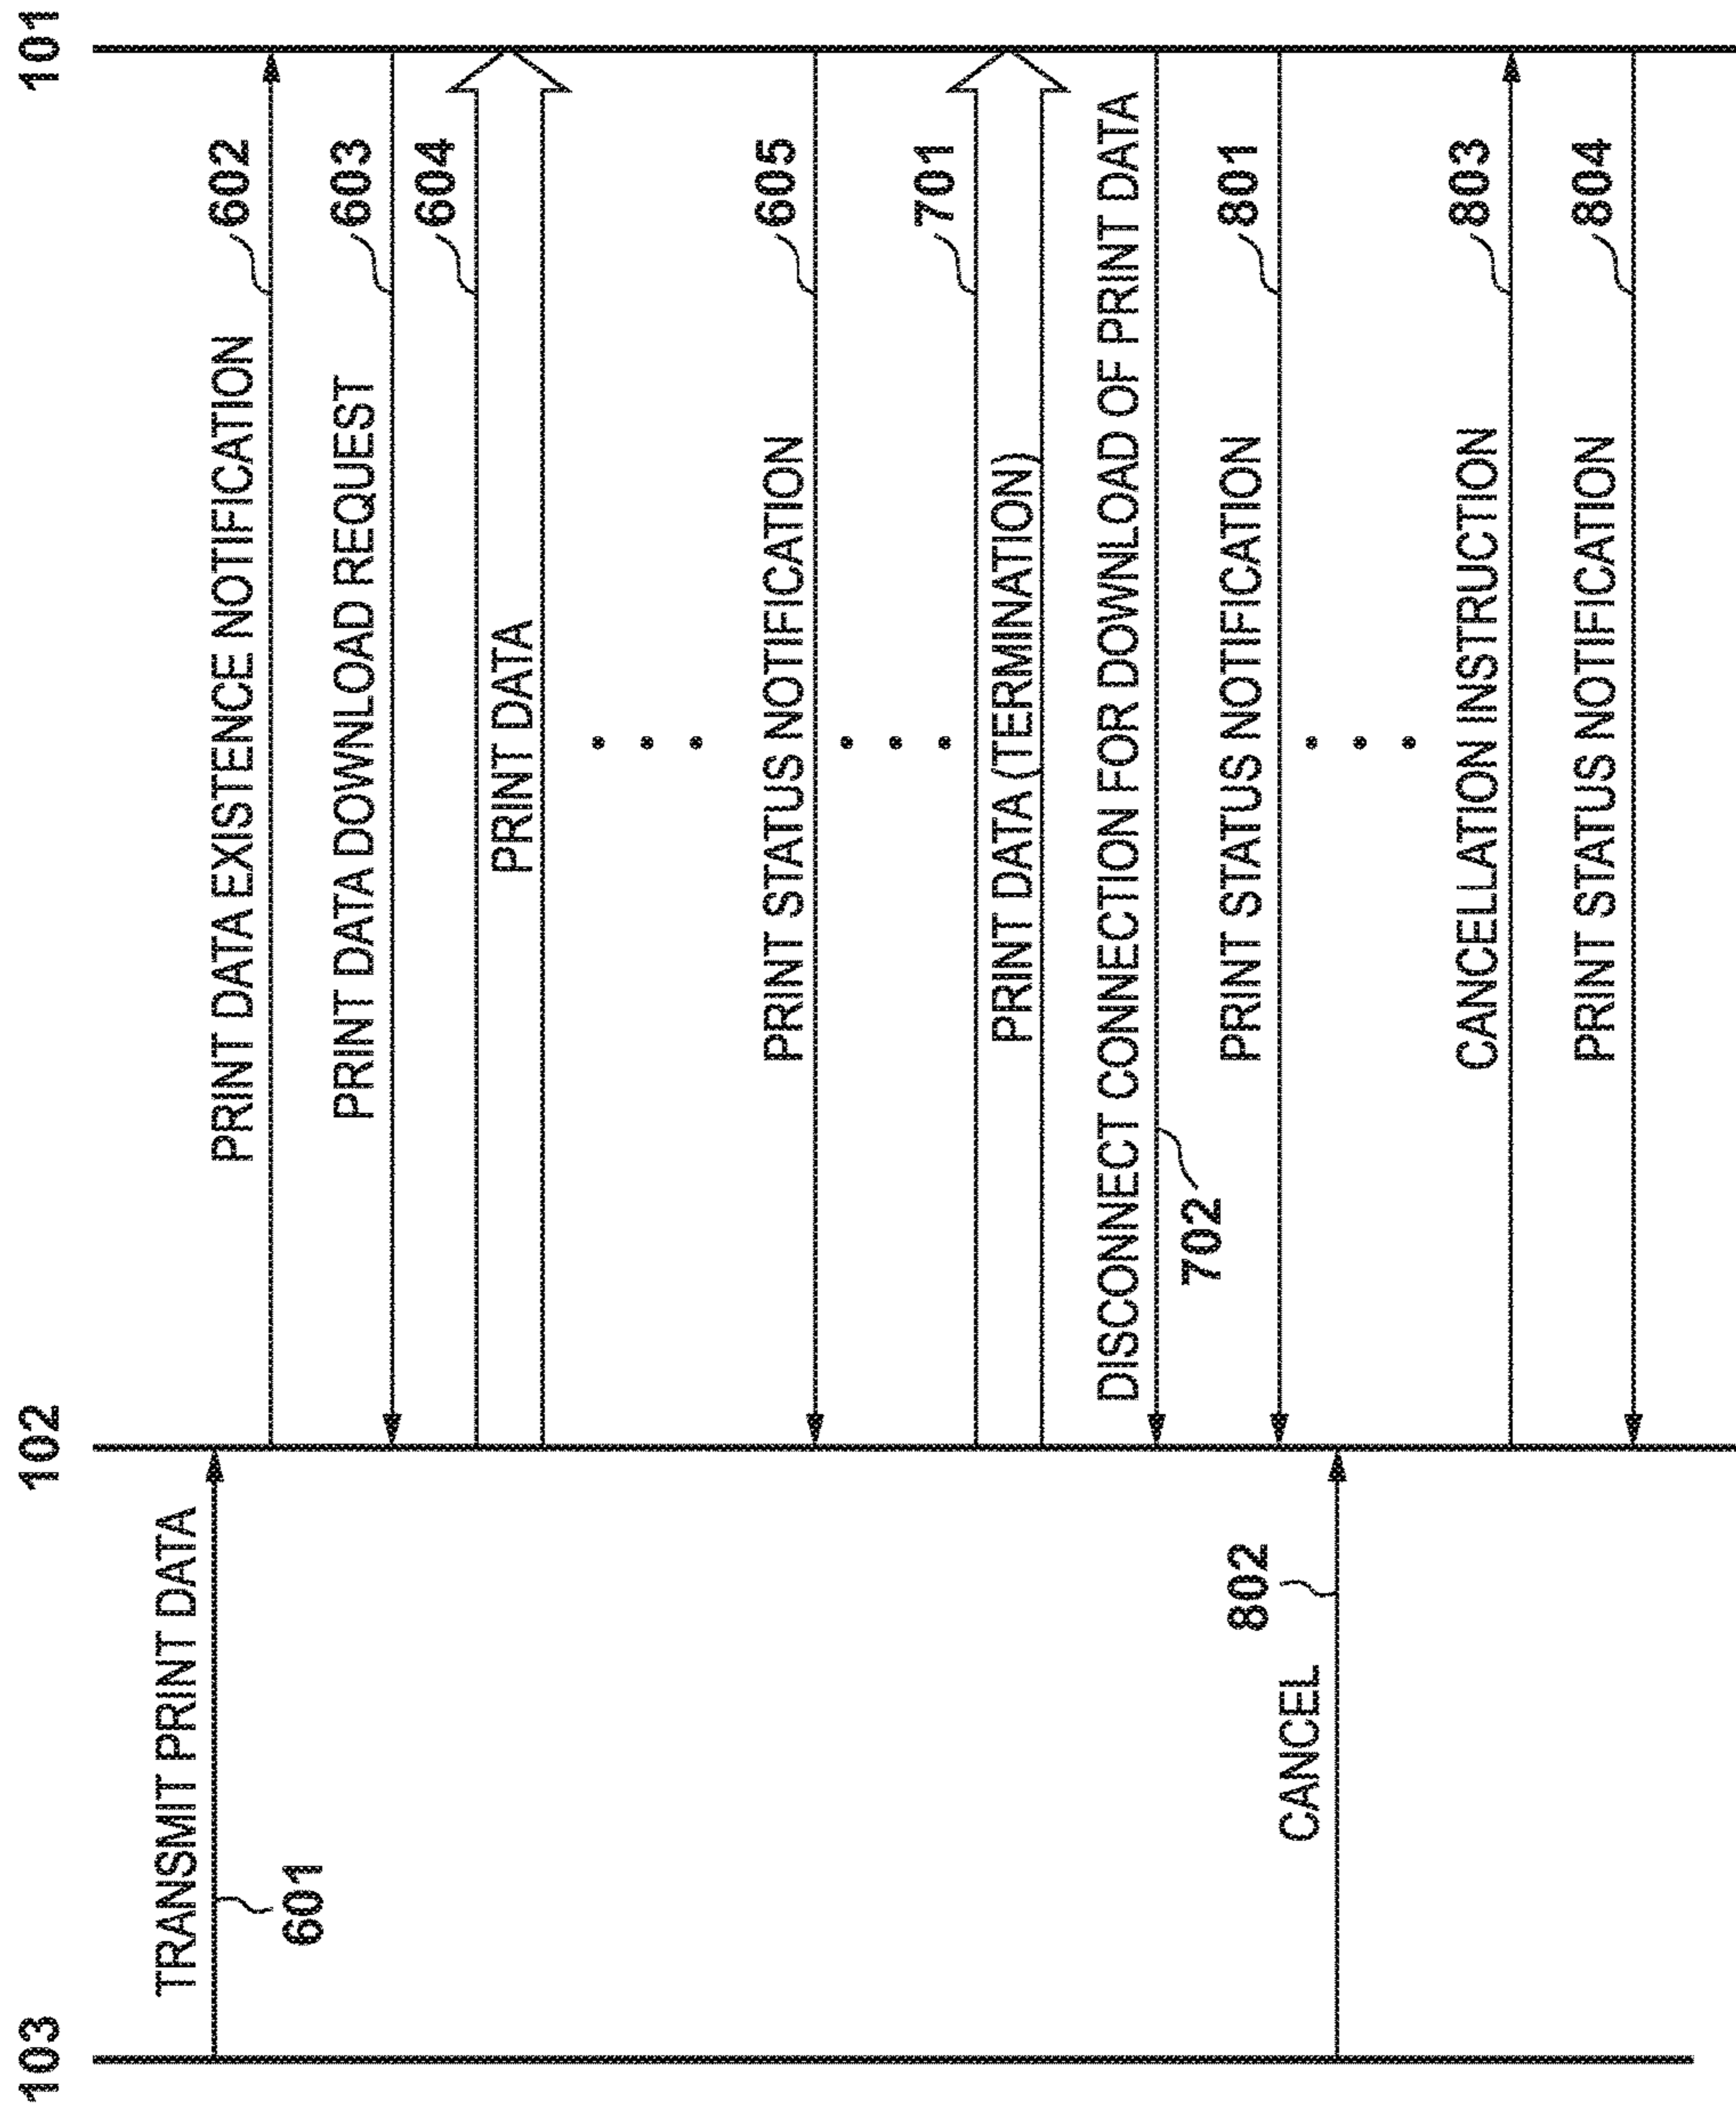 103
102
101
TRANSMIT PRINT DATA
601
PRINT DATA EXISTENCE NOTIFICATION
602
PRINT DATA DOWNLOAD REQUEST
603
604
PRINT DATA
PRINT STATUS NOTIFICATION
605
701
PRINT DATA (TERMINATION)
DISCONNECT CONNECTION FOR DOWNLOAD OF PRINT DATA
702
PRINT STATUS NOTIFICATION
801
802
CANCEL
CANCELLATION INSTRUCTION
803
PRINT STATUS NOTIFICATION
804